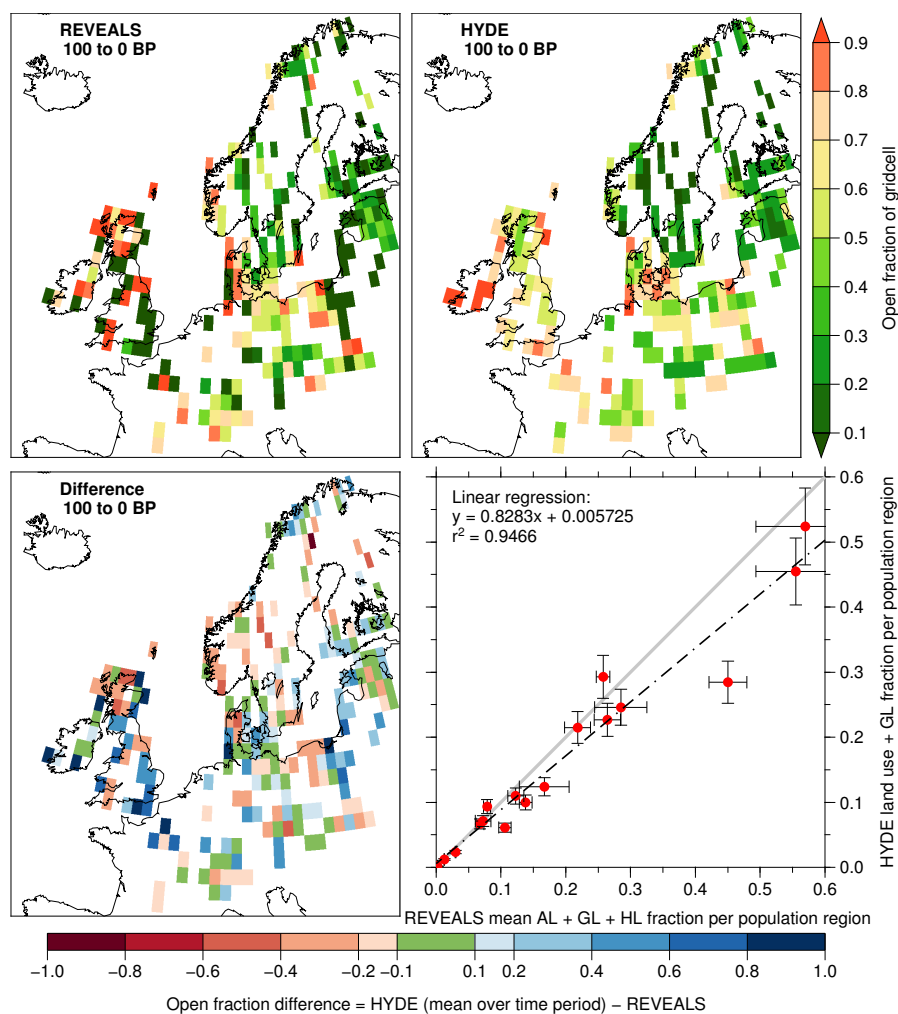 REVEALS
100 to 0 BP
HYDE
100 to 0 BP
0.9
0.8
0.7
0.6
0.5
0.4
0.3
0.2
0.1
Open fraction of gridcell
Difference
100 to 0 BP
Linear regression:
y = 0.8283x + 0.005725
r² = 0.9466
0.6
0.5
0.4
0.3
0.2
0.1
0.0
HYDE land use + GL fraction per population region
0.0 0.1 0.2 0.3 0.4 0.5 0.6
REVEALS mean AL + GL + HL fraction per population region
−1.0 −0.8 −0.6 −0.4 −0.2 −0.1 0.1 0.2 0.4 0.6 0.8 1.0
Open fraction difference = HYDE (mean over time period) − REVEALS